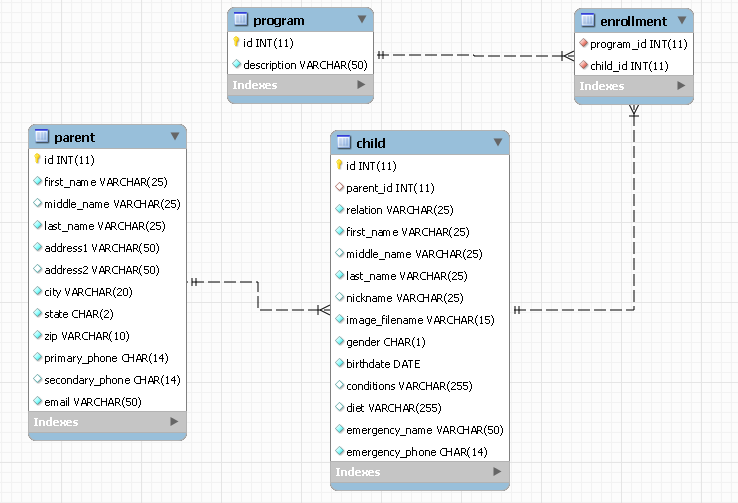 program
id INT(11)
description VARCHAR(50)
Indexes
enrollment
program_id INT(11)
child_id INT(11)
Indexes
parent
id INT(11)
first_name VARCHAR(25)
middle_name VARCHAR(25)
last_name VARCHAR(25)
address1 VARCHAR(50)
address2 VARCHAR(50)
city VARCHAR(20)
state CHAR(2)
zip VARCHAR(10)
primary_phone CHAR(14)
secondary_phone CHAR(14)
email VARCHAR(50)
Indexes
child
id INT(11)
parent_id INT(11)
relation VARCHAR(25)
first_name VARCHAR(25)
middle_name VARCHAR(25)
last_name VARCHAR(25)
nickname VARCHAR(25)
image_filename VARCHAR(15)
gender CHAR(1)
birthdate DATE
conditions VARCHAR(255)
diet VARCHAR(255)
emergency_name VARCHAR(50)
emergency_phone CHAR(14)
Indexes